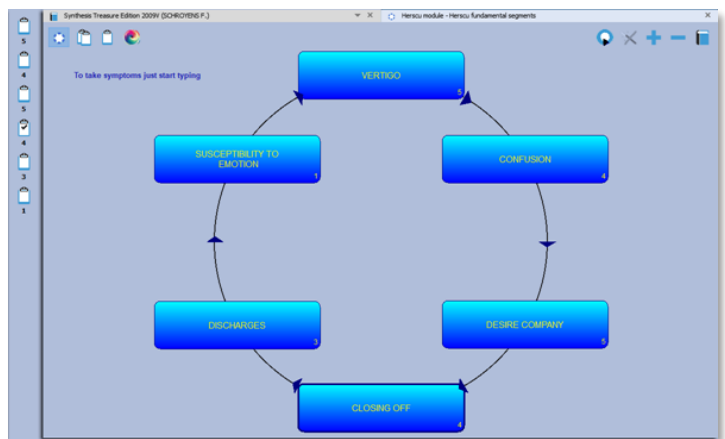 Synthesis Treasure Edition 2009V (SCHROYENS F.)
Herscu module - Herscu fundamental segments
To take symptoms just start typing
5
4
5
4
3
1
VERTIGO
5
SUSCEPTIBILITY TO
EMOTION
1
CONFUSION
4
DISCHARGES
3
DESIRE COMPANY
5
CLOSING OFF
4